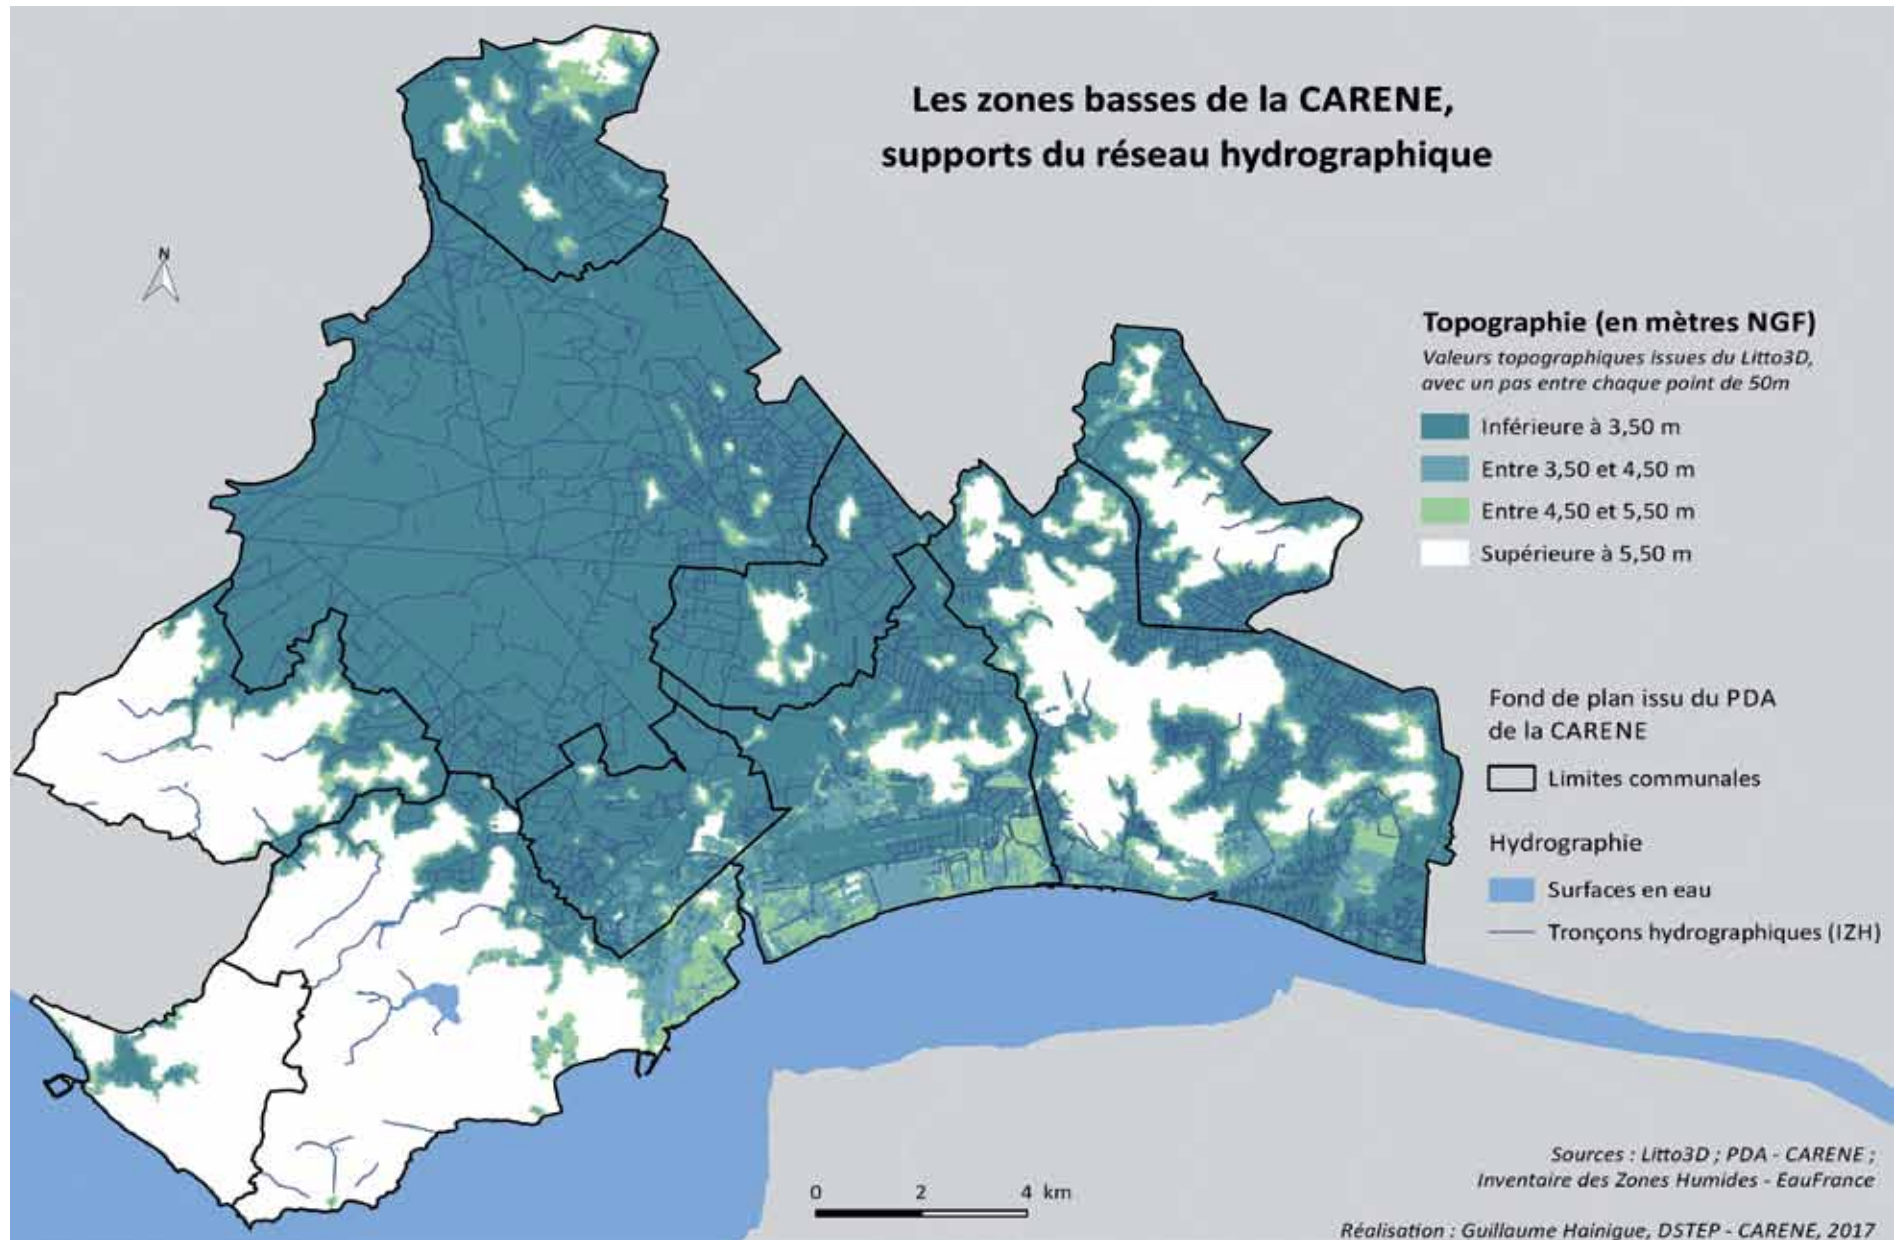 Les zones basses de la CARENE,
supports du réseau hydrographique
N
Topographie (en mètres NGF)
Valeurs topographiques issues du Litto3D,
avec un pas entre chaque point de 50m
Inférieure à 3,50 m
Entre 3,50 et 4,50 m
Entre 4,50 et 5,50 m
Supérieure à 5,50 m
Fond de plan issu du PDA
de la CARENE
Limites communales
Hydrographie
Surfaces en eau
Tronçons hydrographiques (IZH)
0 2 4 km
Sources : Litto3D ; PDA - CARENE ;
Inventaire des Zones Humides - EauFrance
Réalisation : Guillaume Hainique, DSTEP - CARENE, 2017